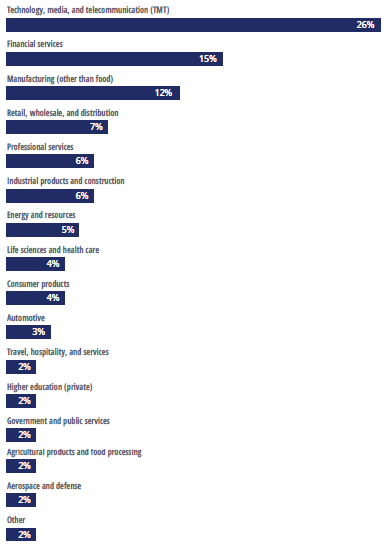 Technology, media, and telecommunication (TMT)
26%
Financial services
15%
Manufacturing (other than food)
12%
Retail, wholesale, and distribution
7%
Professional services
6%
Industrial products and construction
6%
Energy and resources
5%
Life sciences and health care
4%
Consumer products
4%
Automotive
3%
Travel, hospitality, and services
2%
Higher education (private)
2%
Government and public services
2%
Agricultural products and food processing
2%
Aerospace and defense
2%
Other
2%